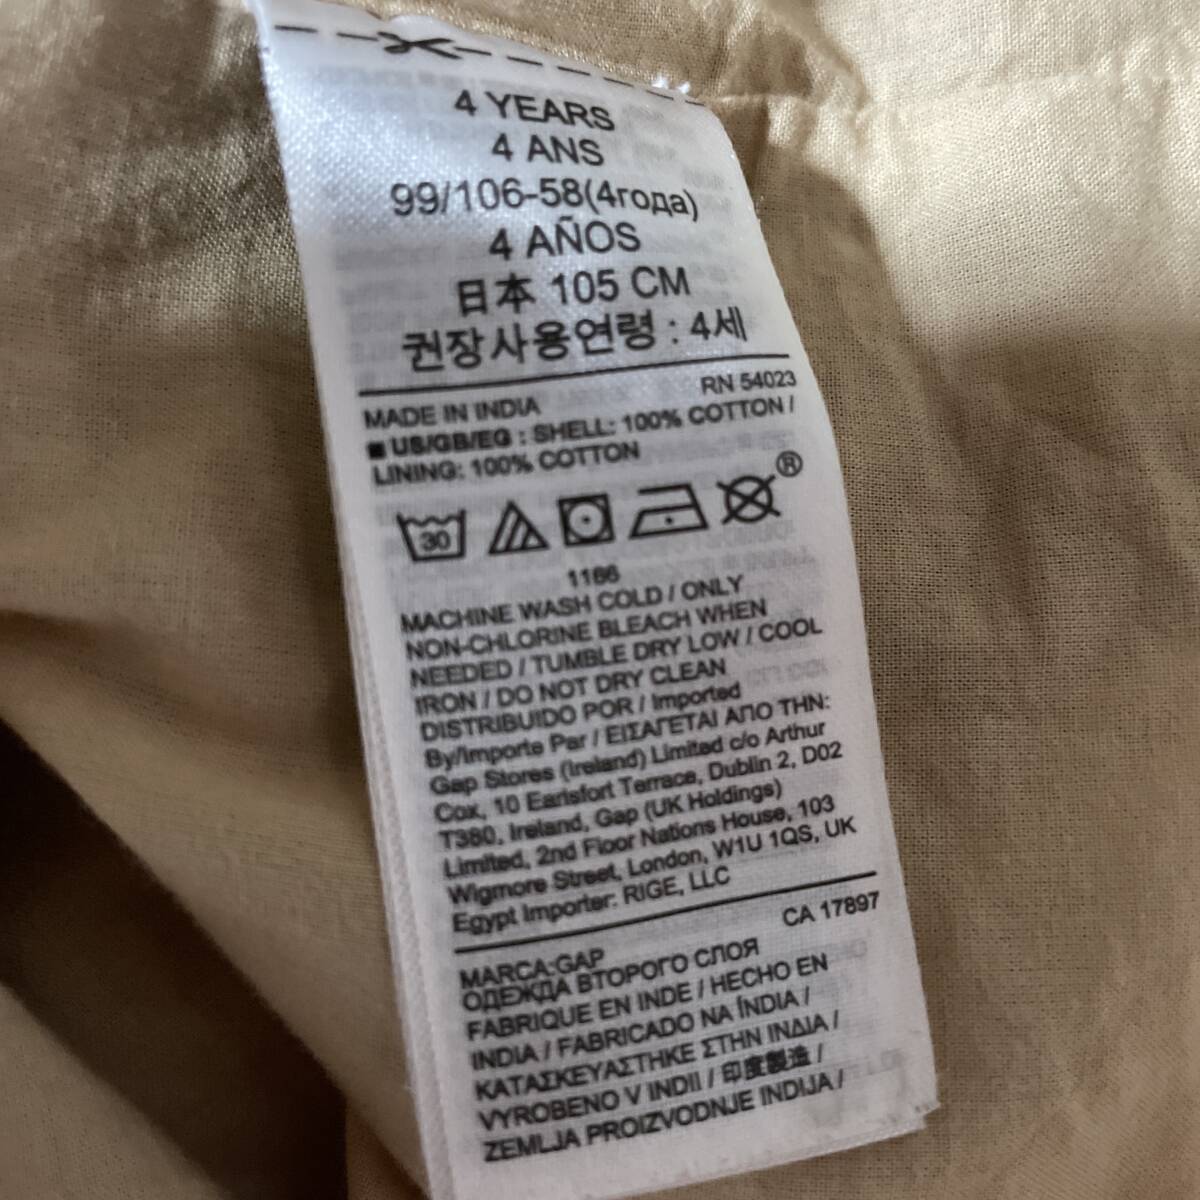 4 YEARS
4 ANS
99/106-58(4года)
4 AÑOS
日本 105 CM
권장사용연령 : 4세
RN 54023
MADE IN INDIA
US/GB/EG : SHELL: 100% COTTON /
LINING: 100% COTTON
30
®
1166
MACHINE WASH COLD / ONLY
NON-CHLORINE BLEACH WHEN
NEEDED / TUMBLE DRY LOW / COOL
IRON / DO NOT DRY CLEAN
DISTRIBUIDO POR / Imported
By/Importe Par / ΕΙΣΑΓΕΤΑΙ ΑΠΟ ΤΗΝ:
Gap Stores (Ireland) Limited c/o Arthur
Cox, 10 Earlsfort Terrace, Dublin 2, D02
T380, Ireland, Gap (UK Holdings)
Limited, 2nd Floor Nations House, 103
Wigmore Street, London, W1U 1QS, UK
Egypt Importer: RIGE, LLC
CA 17897
MARCA:GAP
ОДЕЖДА ВТОРОГО СЛОЯ
FABRIQUE EN INDE / HECHO EN
INDIA / FABRICADO NA ÍNDIA /
ΚΑΤΑΣΚΕΥΑΣΤΗΚΕ ΣΤΗΝ ΙΝΔΙΑ /
VYROBENO V INDII / 印度製造 /
ZEMLJA PROIZVODNJE INDIJA /